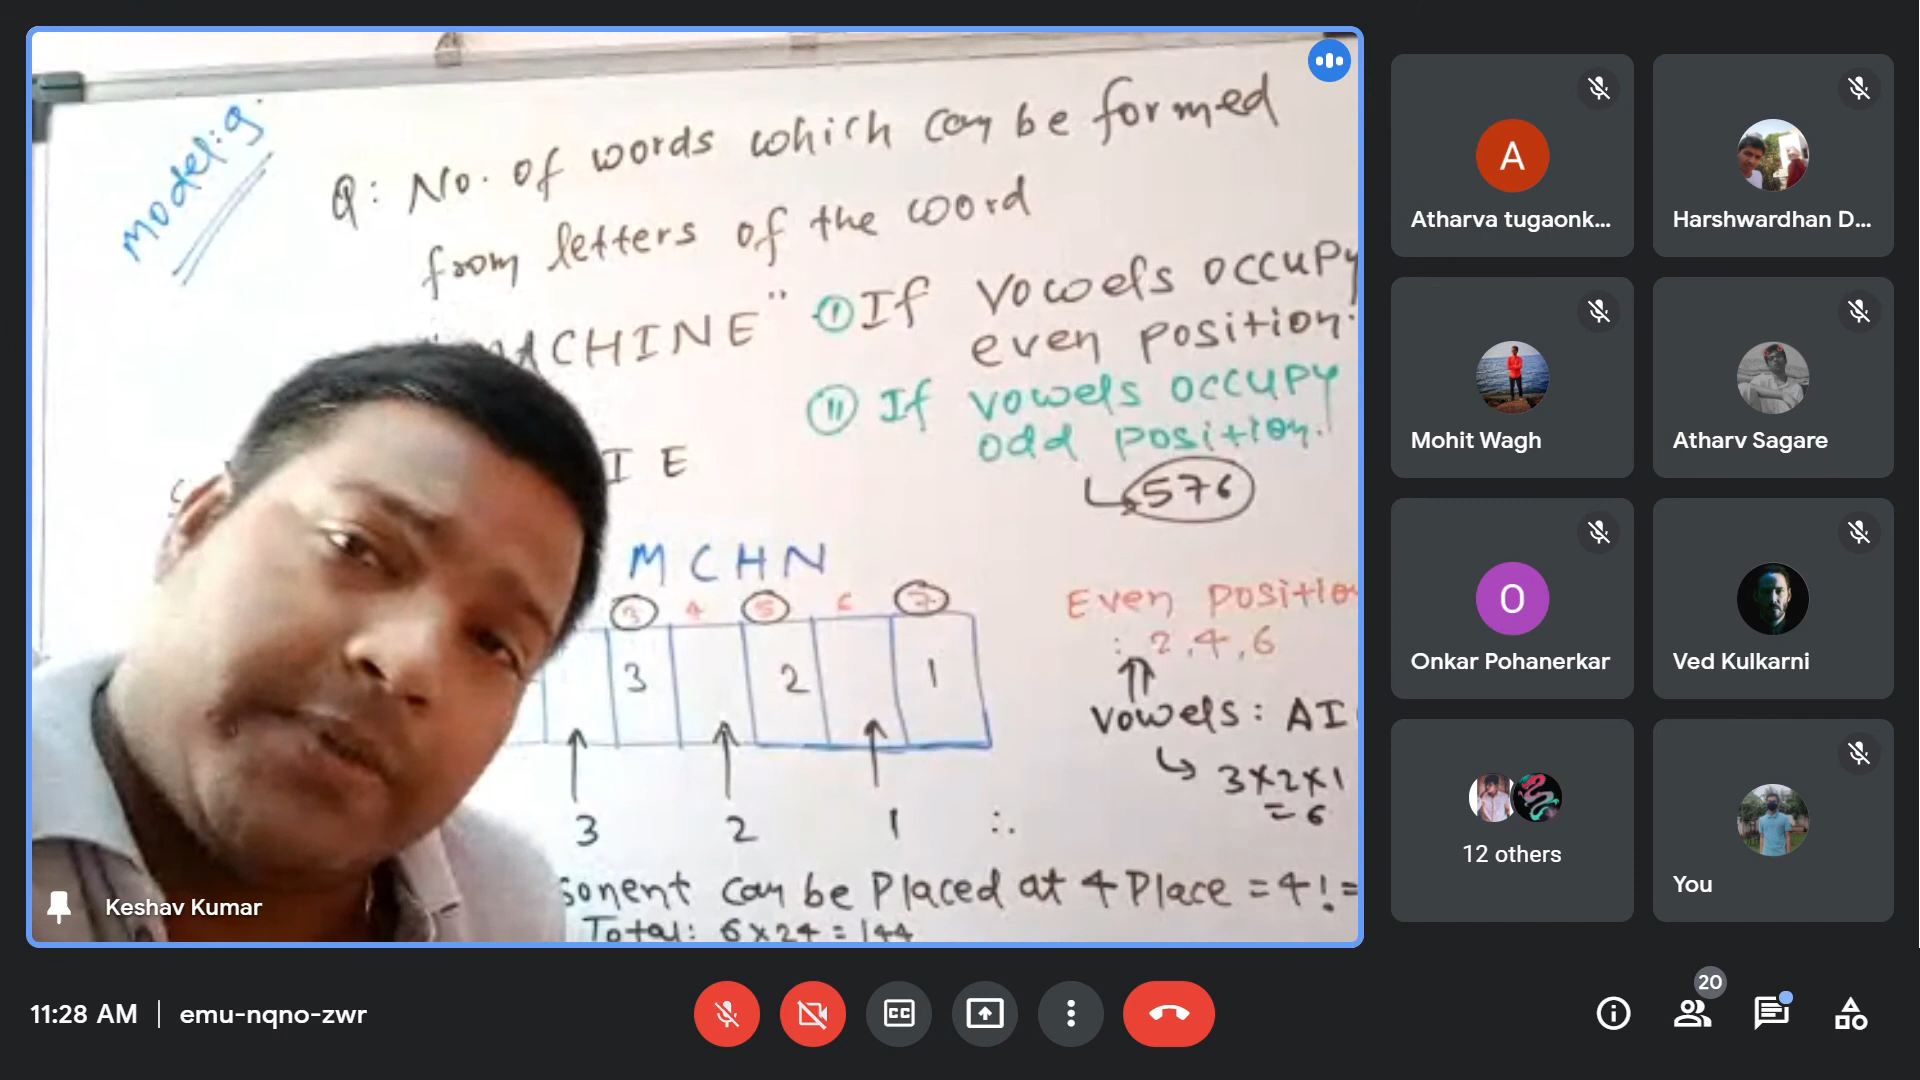 Model: 9
Q: No. of words which can be formed
from letters of the word
"MACHINE"
① If vowels occupy
even position.
② If vowels occupy
odd position.
576
I E
M C H N
3 4 5 6 7
3 2 1
3 2 1 ∴
Even Position
: 2, 4, 6
Vowels: AI
3×2×1
= 6
sonent can be placed at 4 Place = 4! =
Total: 6×24 = 144
Keshav Kumar
A
Atharva tugaonk...
Harshwardhan D...
Mohit Wagh
Atharv Sagare
O
Onkar Pohanerkar
Ved Kulkarni
12 others
You
11:28 AM | emu-nqno-zwr
CC
20